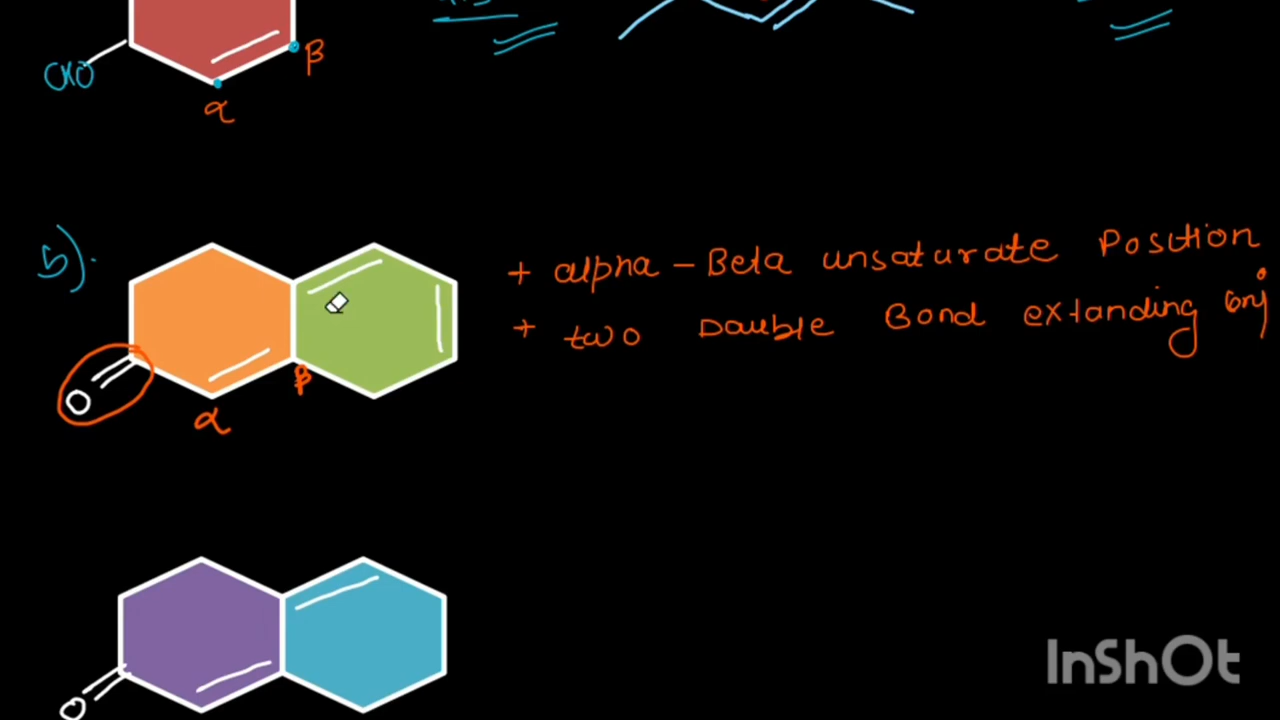 β
CHO
α
5).
+ alpha - Beta unsaturate Position
+ two Double Bond extanding
β
O
α
O
InShOt